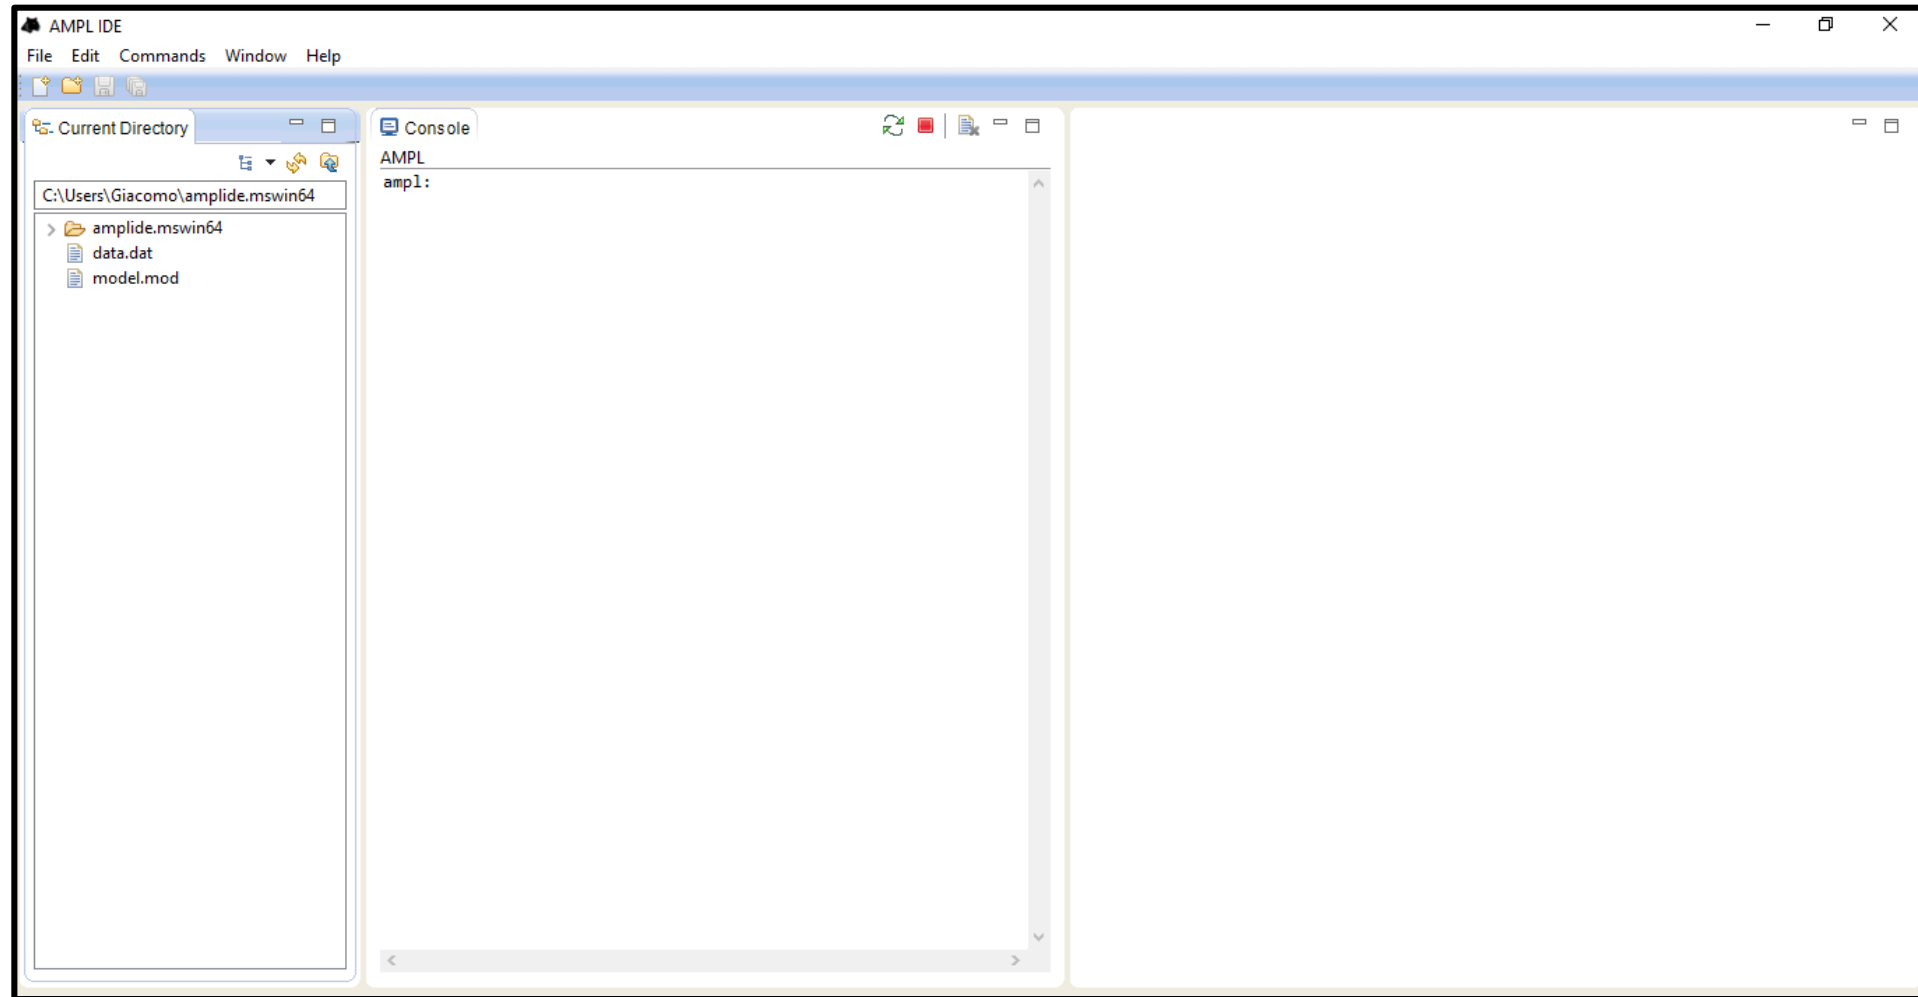 AMPL IDE
File Edit Commands Window Help
Current Directory
Console
AMPL
C:\Users\Giacomo\amplide.mswin64
ampl:
amplide.mswin64
data.dat
model.mod